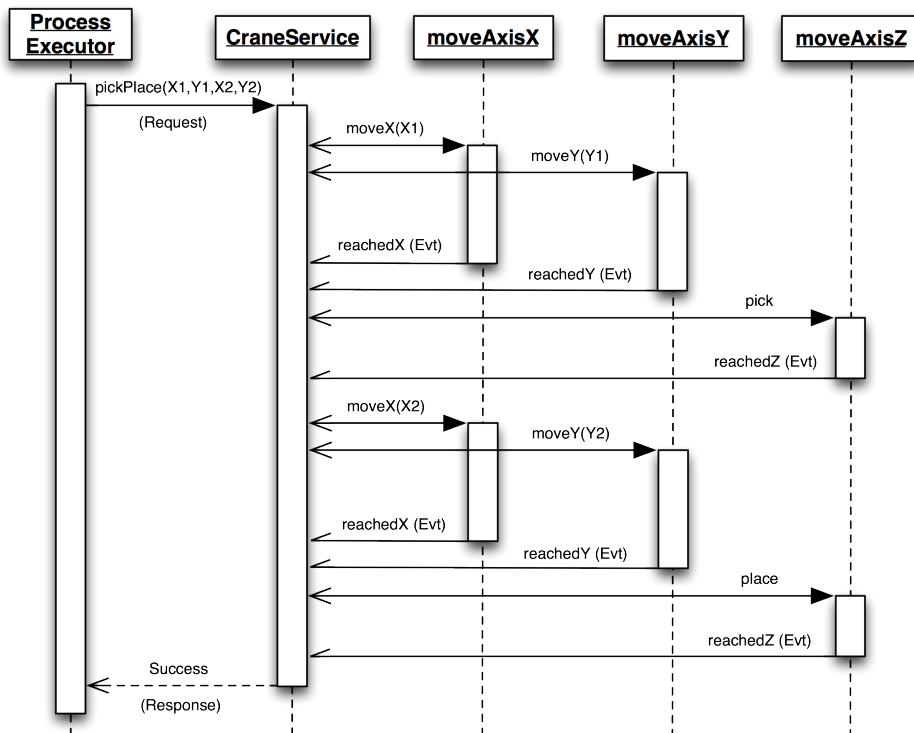 Process
Executor
CraneService
moveAxisX
moveAxisY
moveAxisZ
pickPlace(X1,Y1,X2,Y2)
(Request)
moveX(X1)
moveY(Y1)
reachedX (Evt)
reachedY (Evt)
pick
reachedZ (Evt)
moveX(X2)
moveY(Y2)
reachedX (Evt)
reachedY (Evt)
place
reachedZ (Evt)
Success
(Response)